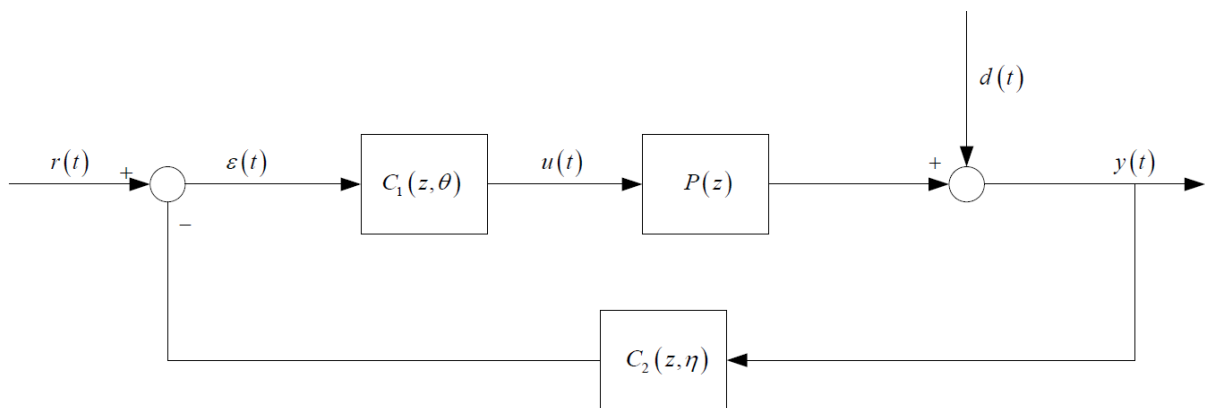 d(t)
r(t) + ε(t) C₁(z,θ) u(t) P(z) + y(t)
−
C₂(z,η)